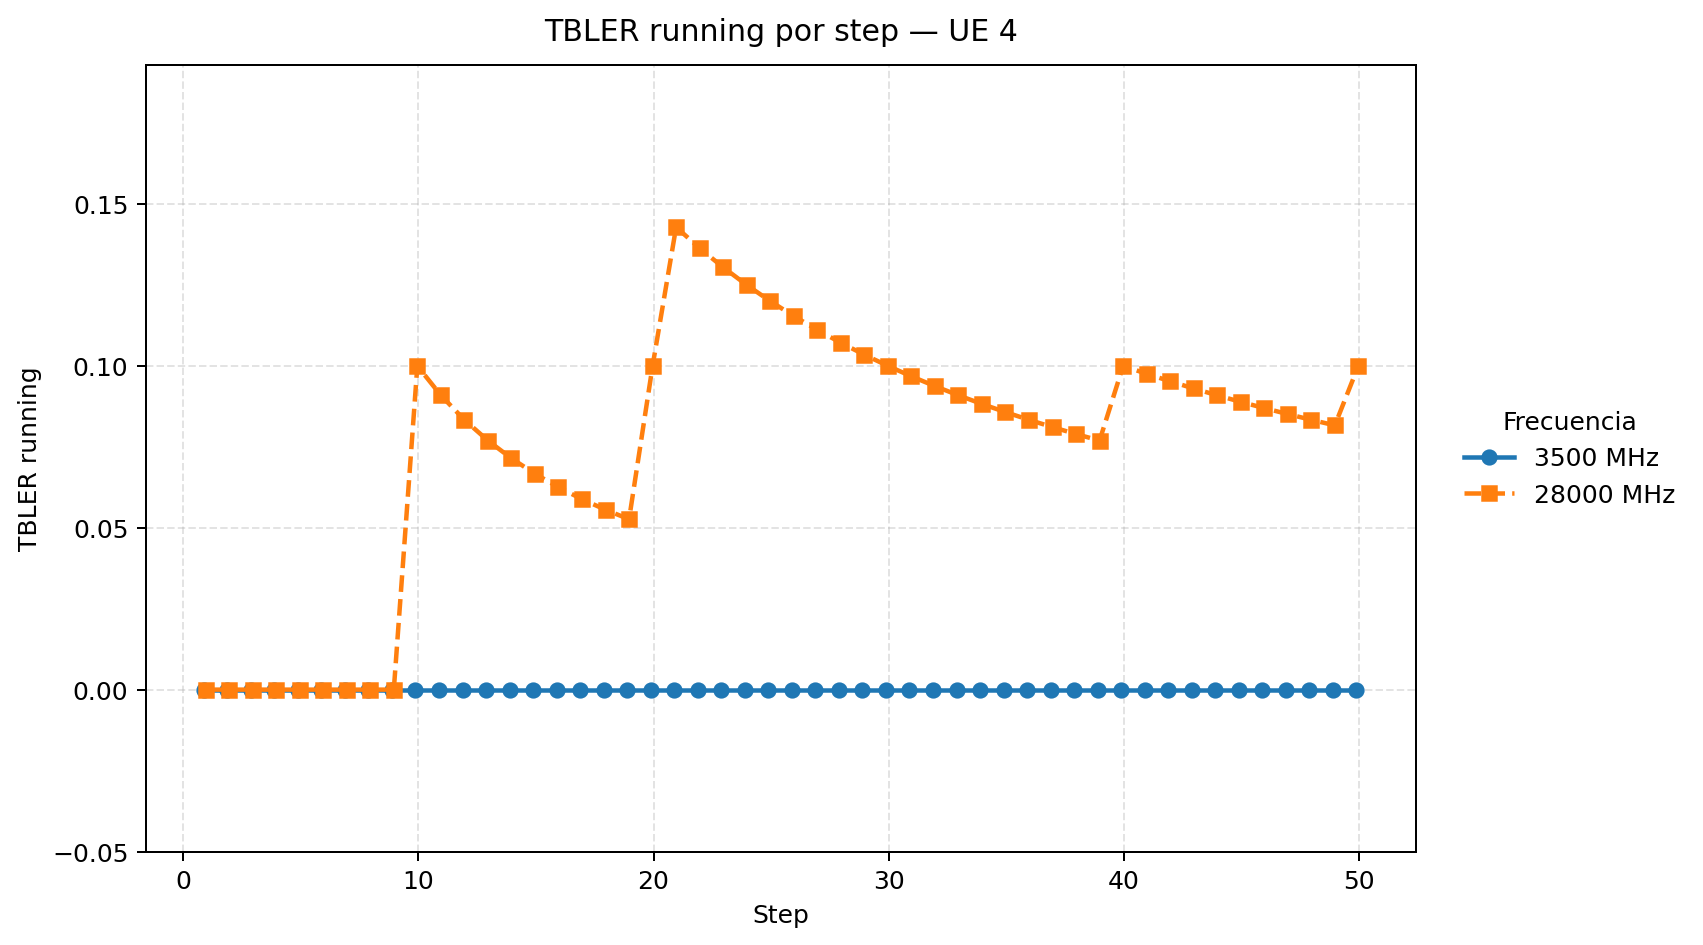 TBLER running por step — UE 4
TBLER running
0.15
0.10
0.05
0.00
−0.05
0 10 20 30 40 50
Step
Frecuencia
3500 MHz
28000 MHz